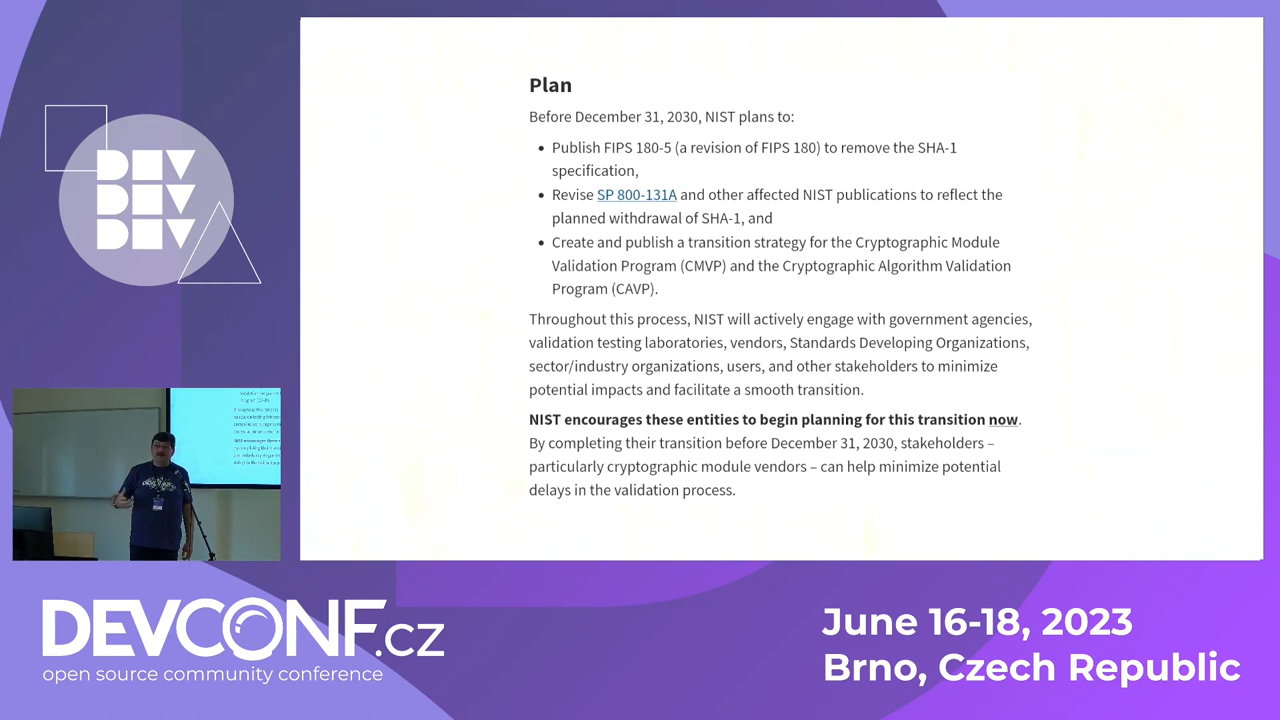 DEV
DEV
DEV
Plan
Before December 31, 2030, NIST plans to:
• Publish FIPS 180-5 (a revision of FIPS 180) to remove the SHA-1
specification,
• Revise SP 800-131A and other affected NIST publications to reflect the
planned withdrawal of SHA-1, and
• Create and publish a transition strategy for the Cryptographic Module
Validation Program (CMVP) and the Cryptographic Algorithm Validation
Program (CAVP).
Throughout this process, NIST will actively engage with government agencies,
validation testing laboratories, vendors, Standards Developing Organizations,
sector/industry organizations, users, and other stakeholders to minimize
potential impacts and facilitate a smooth transition.
NIST encourages these entities to begin planning for this transition now.
By completing their transition before December 31, 2030, stakeholders –
particularly cryptographic module vendors – can help minimize potential
delays in the validation process.
DEVCONF.cz
open source community conference
June 16-18, 2023
Brno, Czech Republic